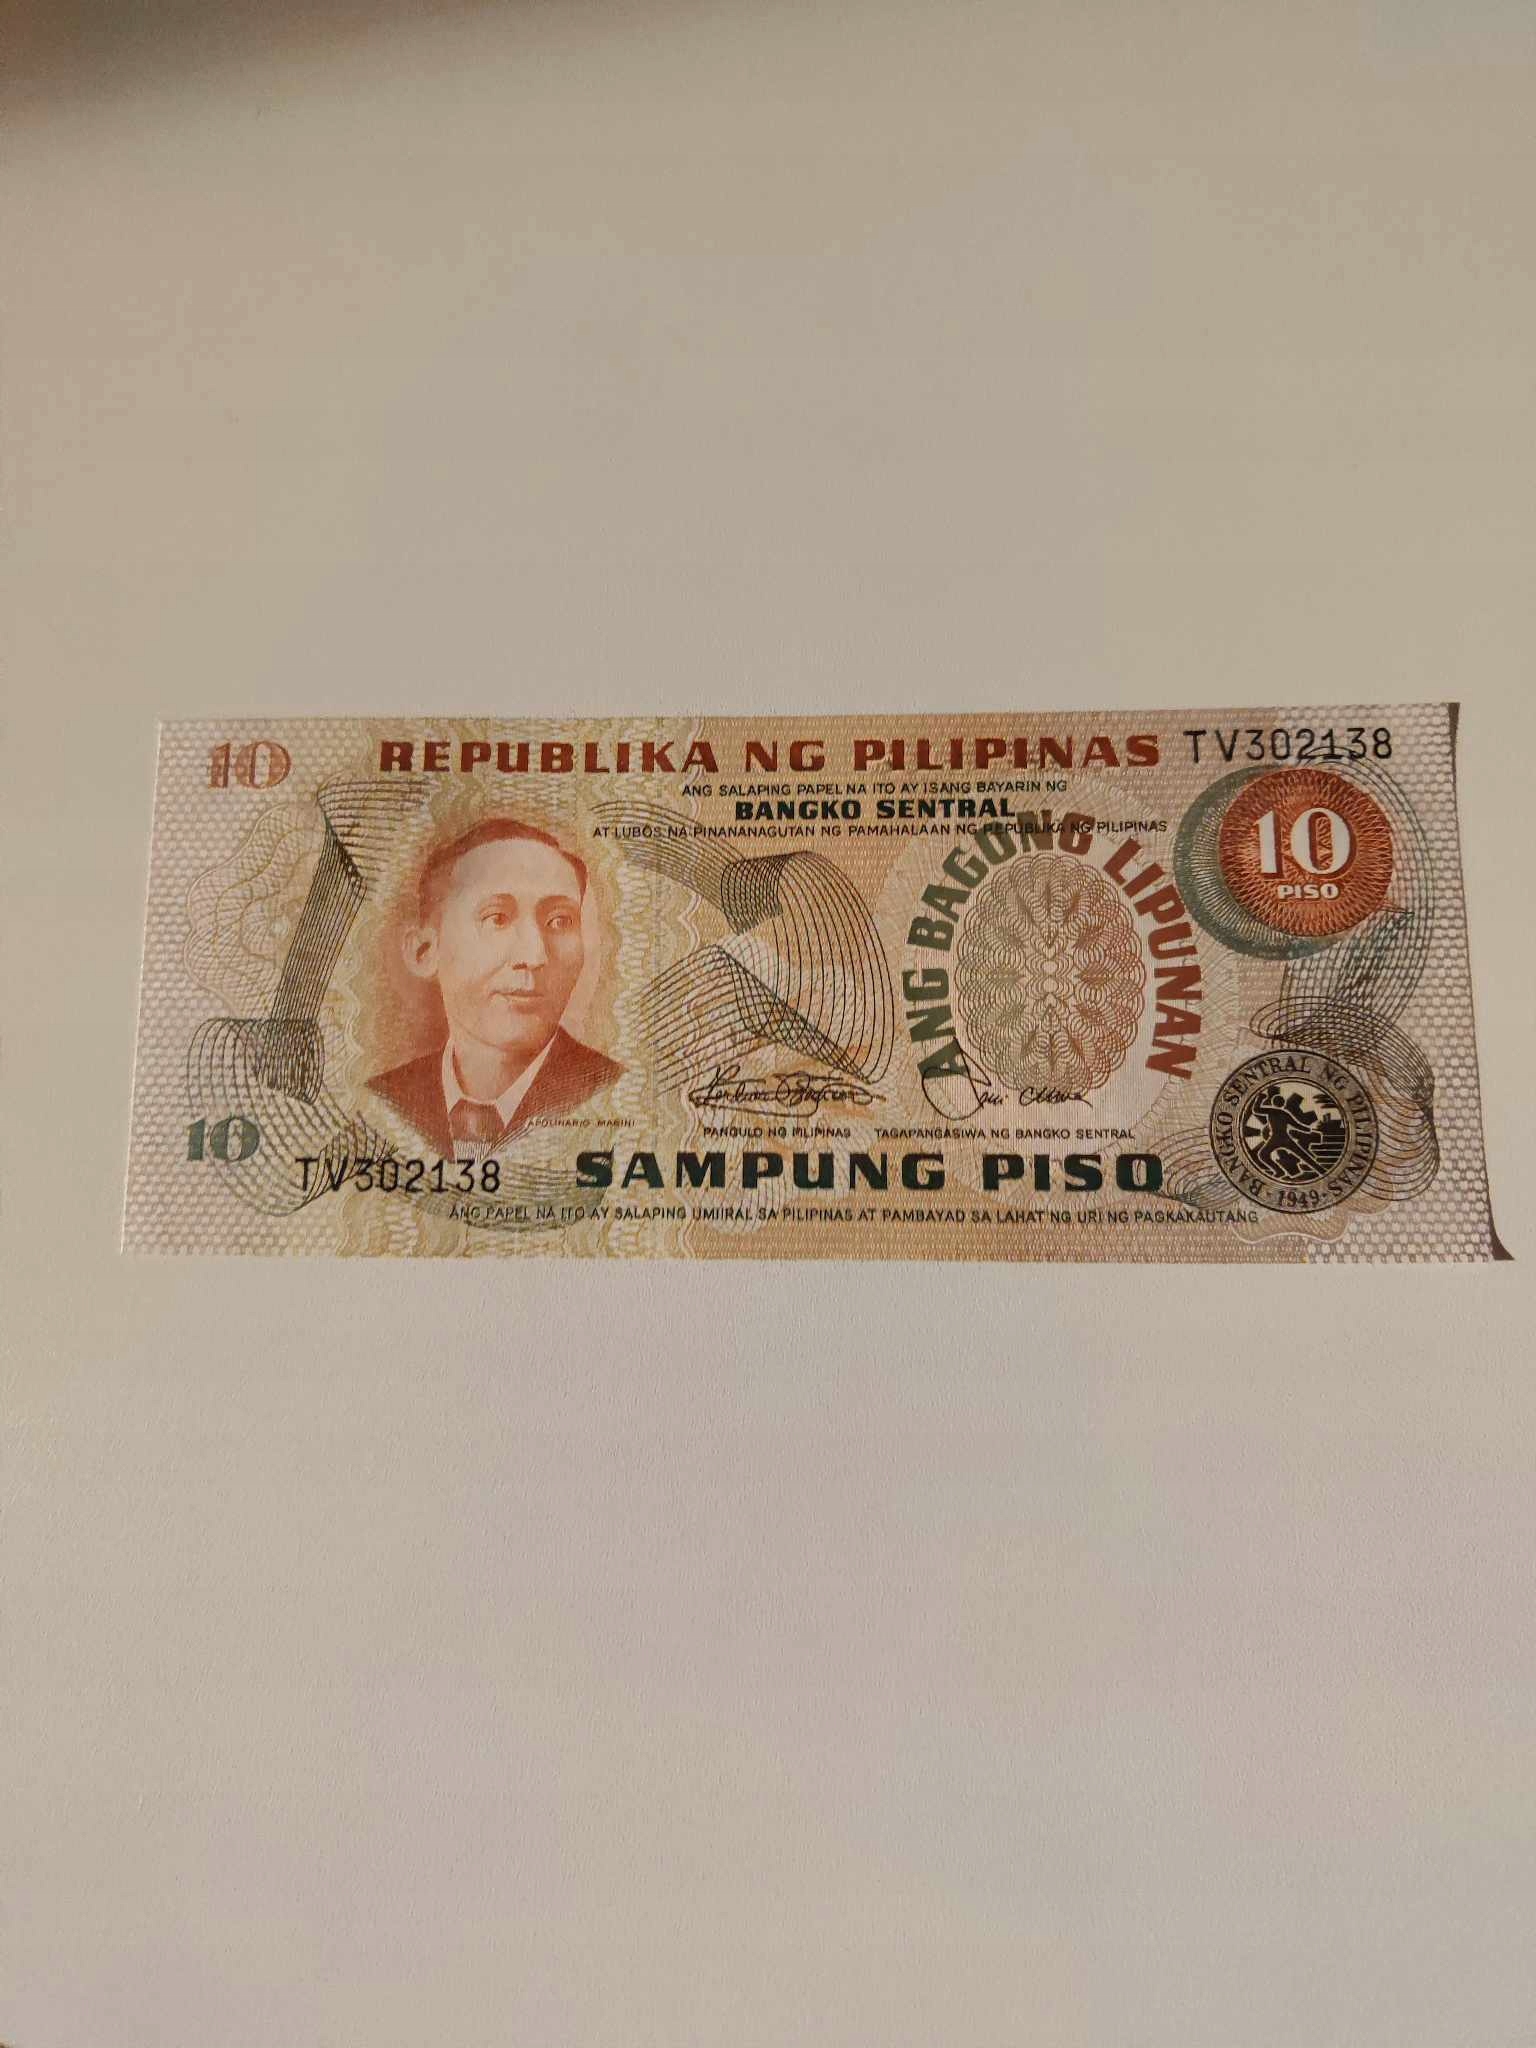 10
REPUBLIKA NG PILIPINAS
TV302138
ANG SALAPING PAPEL NA ITO AY ISANG BAYARIN NG
BANGKO SENTRAL
AT LUBOS NA PINANANAGUTAN NG PAMAHALAAN NG REPUBLIKA NG PILIPINAS
10
PISO
ANG BAGONG LIPUNAN
APOLINARIO MABINI
PANGULO NG PILIPINAS
TAGAPANGASIWA NG BANGKO SENTRAL
BANGKO SENTRAL NG PILIPINAS
1949
10
TV302138
SAMPUNG PISO
ANG PAPEL NA ITO AY SALAPING UMIIRAL SA PILIPINAS AT PAMBAYAD SA LAHAT NG URI NG PAGKAKAUTANG